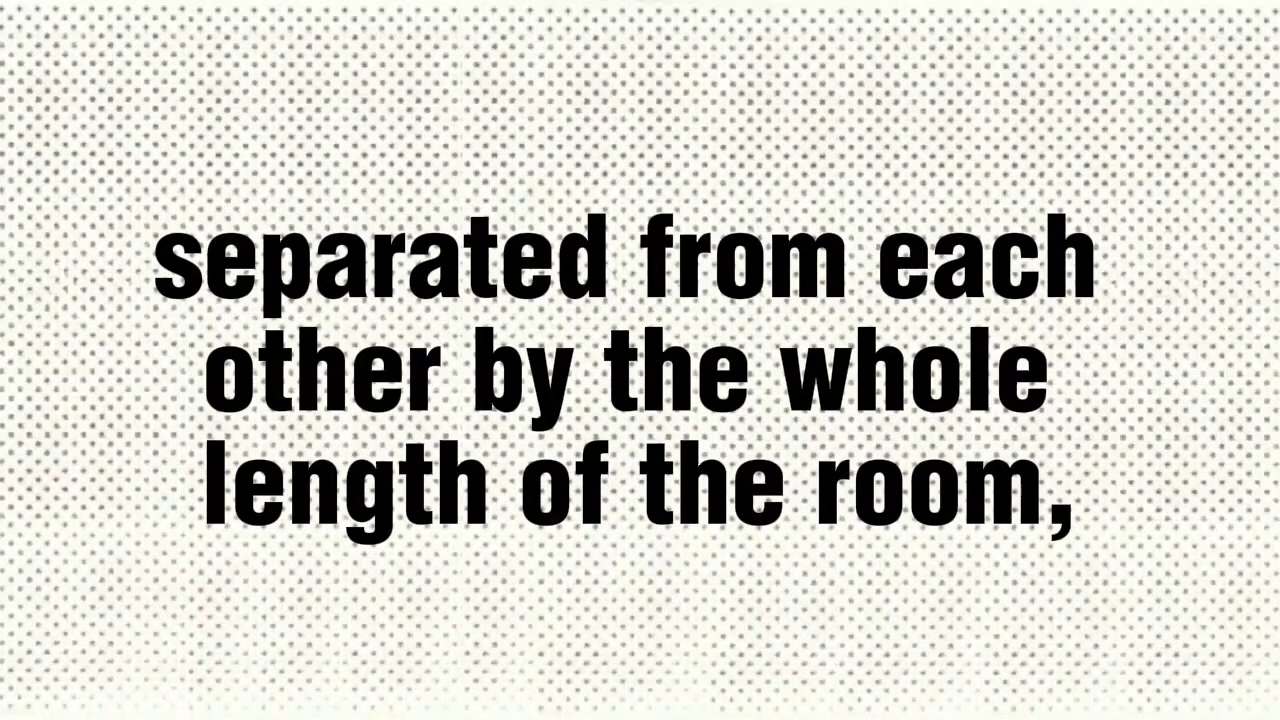 separated from each
other by the whole
length of the room,